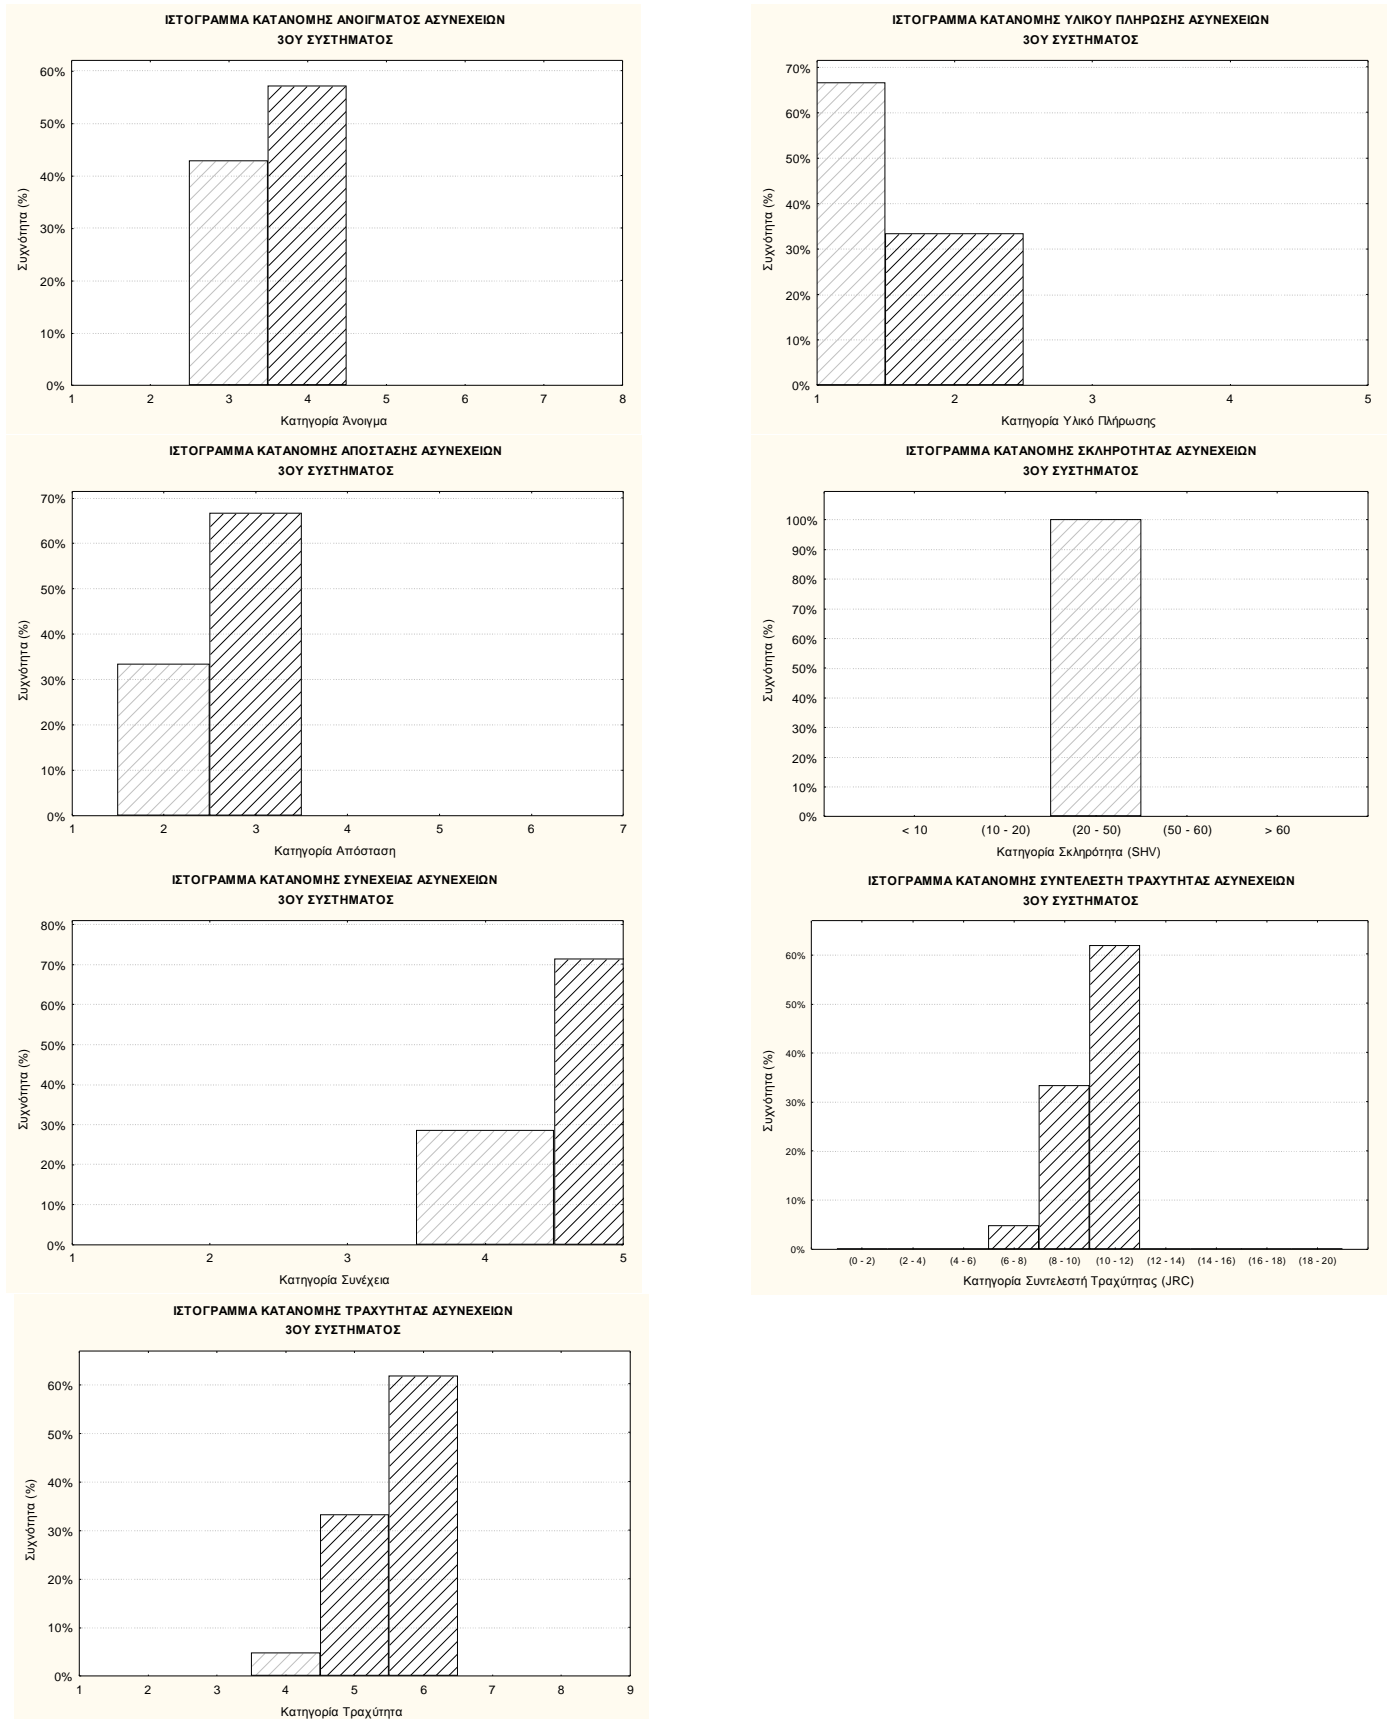 ΙΣΤΟΓΡΑΜΜΑ ΚΑΤΑΝΟΜΗΣ ΑΝΟΙΓΜΑΤΟΣ ΑΣΥΝΕΧΕΙΩΝ
3ΟΥ ΣΥΣΤΗΜΑΤΟΣ
60%
50%
40%
30%
20%
10%
0%
Συχνότητα (%)
1 2 3 4 5 6 7 8
Κατηγορία Άνοιγμα
ΙΣΤΟΓΡΑΜΜΑ ΚΑΤΑΝΟΜΗΣ ΥΛΙΚΟΥ ΠΛΗΡΩΣΗΣ ΑΣΥΝΕΧΕΙΩΝ
3ΟΥ ΣΥΣΤΗΜΑΤΟΣ
70%
60%
50%
40%
30%
20%
10%
0%
Συχνότητα (%)
1 2 3 4 5
Κατηγορία Υλικό Πλήρωσης
ΙΣΤΟΓΡΑΜΜΑ ΚΑΤΑΝΟΜΗΣ ΑΠΟΣΤΑΣΗΣ ΑΣΥΝΕΧΕΙΩΝ
3ΟΥ ΣΥΣΤΗΜΑΤΟΣ
70%
60%
50%
40%
30%
20%
10%
0%
Συχνότητα (%)
1 2 3 4 5 6 7
Κατηγορία Απόσταση
ΙΣΤΟΓΡΑΜΜΑ ΚΑΤΑΝΟΜΗΣ ΣΚΛΗΡΟΤΗΤΑΣ ΑΣΥΝΕΧΕΙΩΝ
3ΟΥ ΣΥΣΤΗΜΑΤΟΣ
100%
90%
80%
70%
60%
50%
40%
30%
20%
10%
0%
Συχνότητα (%)
< 10 (10 - 20) (20 - 50) (50 - 60) > 60
Κατηγορία Σκληρότητα (SHV)
ΙΣΤΟΓΡΑΜΜΑ ΚΑΤΑΝΟΜΗΣ ΣΥΝΕΧΕΙΑΣ ΑΣΥΝΕΧΕΙΩΝ
3ΟΥ ΣΥΣΤΗΜΑΤΟΣ
80%
70%
60%
50%
40%
30%
20%
10%
0%
Συχνότητα (%)
1 2 3 4 5
Κατηγορία Συνέχεια
ΙΣΤΟΓΡΑΜΜΑ ΚΑΤΑΝΟΜΗΣ ΣΥΝΤΕΛΕΣΤΗ ΤΡΑΧΥΤΗΤΑΣ ΑΣΥΝΕΧΕΙΩΝ
3ΟΥ ΣΥΣΤΗΜΑΤΟΣ
60%
50%
40%
30%
20%
10%
0%
Συχνότητα (%)
(0 - 2) (2 - 4) (4 - 6) (6 - 8) (8 - 10) (10 - 12) (12 - 14) (14 - 16) (16 - 18) (18 - 20)
Κατηγορία Συντελεστή Τραχύτητας (JRC)
ΙΣΤΟΓΡΑΜΜΑ ΚΑΤΑΝΟΜΗΣ ΤΡΑΧΥΤΗΤΑΣ ΑΣΥΝΕΧΕΙΩΝ
3ΟΥ ΣΥΣΤΗΜΑΤΟΣ
60%
50%
40%
30%
20%
10%
0%
Συχνότητα (%)
1 2 3 4 5 6 7 8 9
Κατηγορία Τραχύτητα